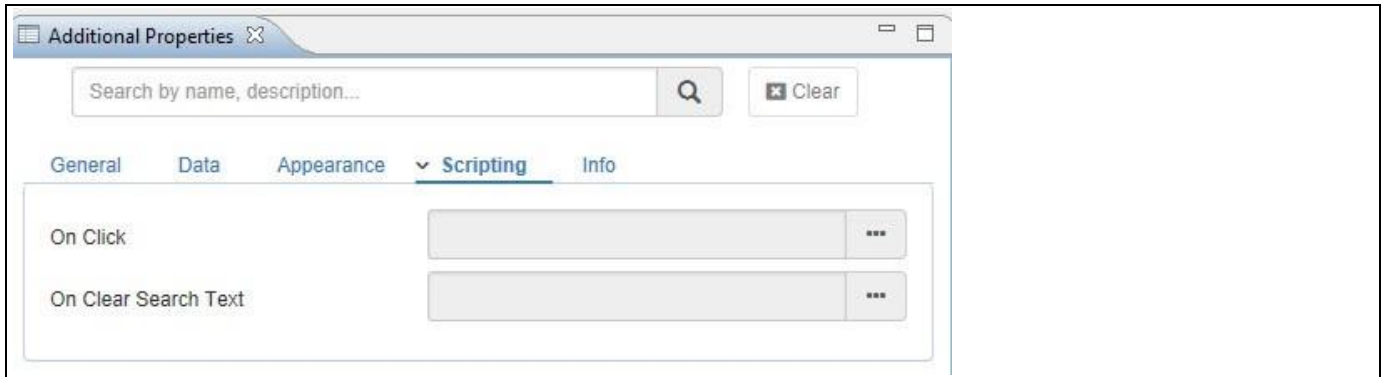 Additional Properties
Search by name, description...
Clear
General Data Appearance Scripting Info
On Click
...
On Clear Search Text
...